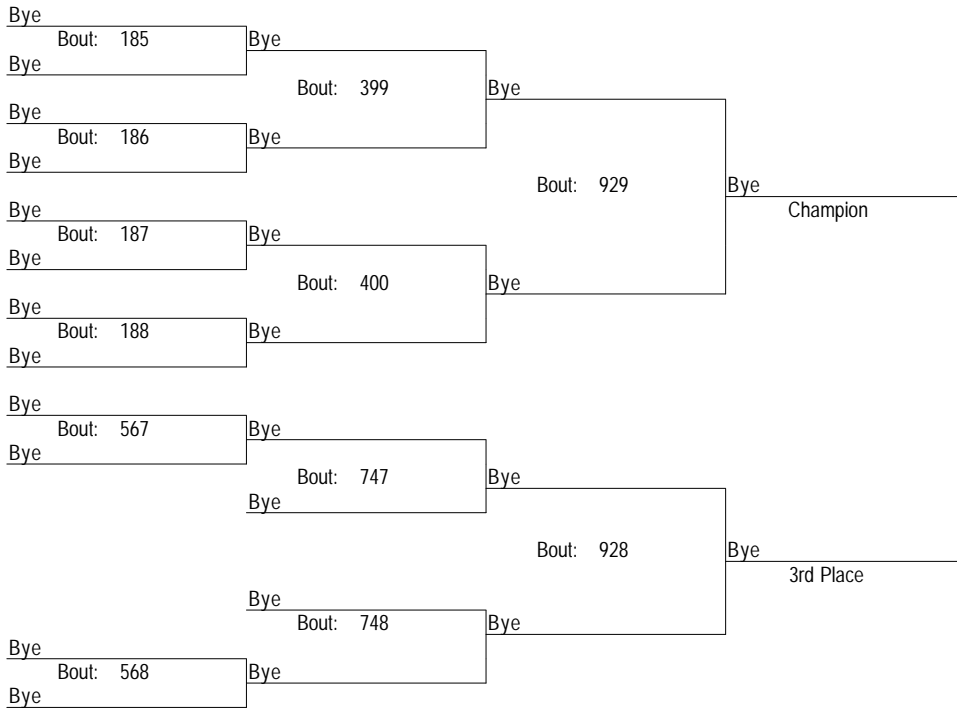 Bye
Bout: 185 Bye
Bye
Bout: 399 Bye
Bye
Bout: 186 Bye
Bye
Bout: 929 Bye
Champion
Bye
Bout: 187 Bye
Bye
Bout: 400 Bye
Bye
Bout: 188 Bye
Bye
Bye
Bout: 567 Bye
Bye
Bout: 747 Bye
Bye
Bout: 928 Bye
3rd Place
Bye
Bout: 748 Bye
Bye
Bout: 568 Bye
Bye